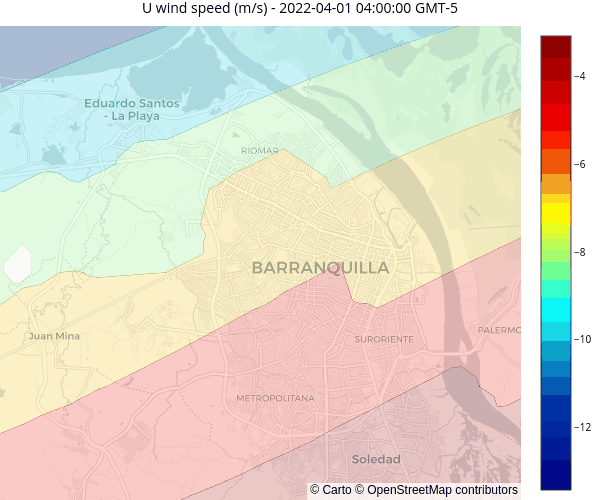 U wind speed (m/s) - 2022-04-01 04:00:00 GMT-5
−4
Eduardo Santos
- La Playa
RIOMAR
−6
−8
BARRANQUILLA
Juan Mina
SURORIENTE
PALERMO
−10
METROPOLITANA
−12
Soledad
© Carto © OpenStreetMap contributors